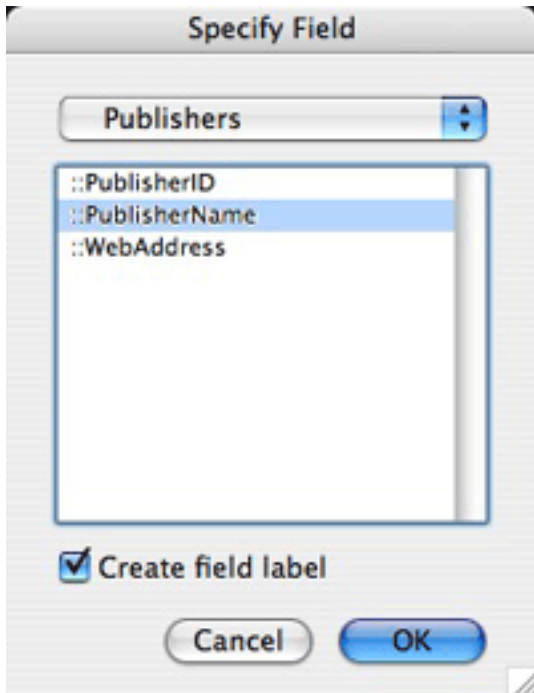 Specify Field
Publishers
::PublisherID
::PublisherName
::WebAddress
Create field label
Cancel OK